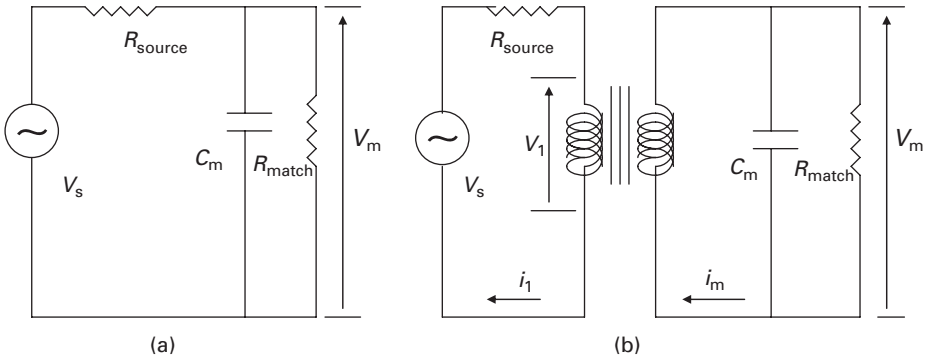 R_source
V_s
C_m
R_match
V_m
(a)
R_source
V_s
V_1
i_1
i_m
C_m
R_match
V_m
(b)